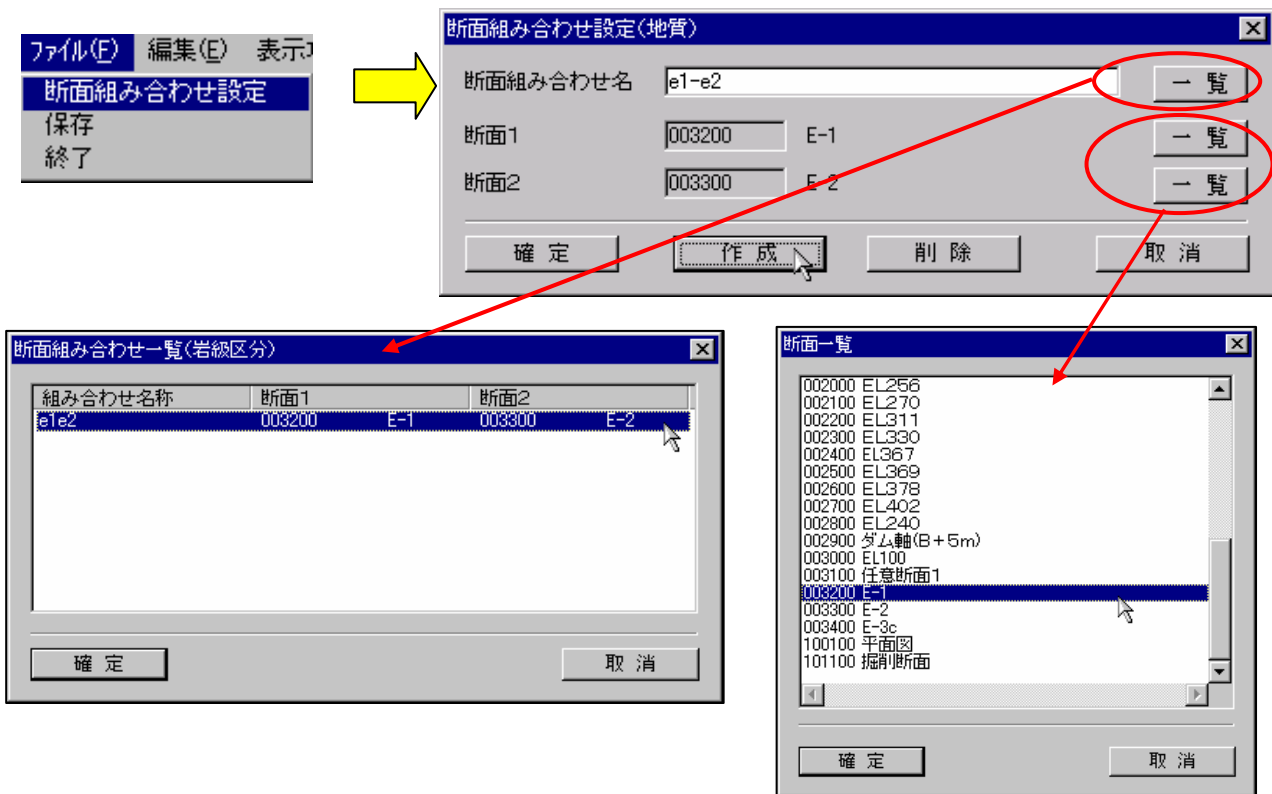 ファイル(F) 編集(E) 表示
断面組み合わせ設定
保存
終了
断面組み合わせ設定(地質)
断面組み合わせ名 e1-e2 一覧
断面1 003200 E-1 一覧
断面2 003300 E-2 一覧
確定 作成 削除 取消
断面組み合わせ一覧(岩級区分)
組み合わせ名称 断面1 断面2
e1e2 003200 E-1 003300 E-2
確定 取消
断面一覧
002000 EL256
002100 EL270
002200 EL311
002300 EL330
002400 EL367
002500 EL369
002600 EL378
002700 EL402
002800 EL240
002900 ダム軸(B+5m)
003000 EL100
003100 任意断面1
003200 E-1
003300 E-2
003400 E-3c
100100 平面図
101100 掘削断面
確定 取消